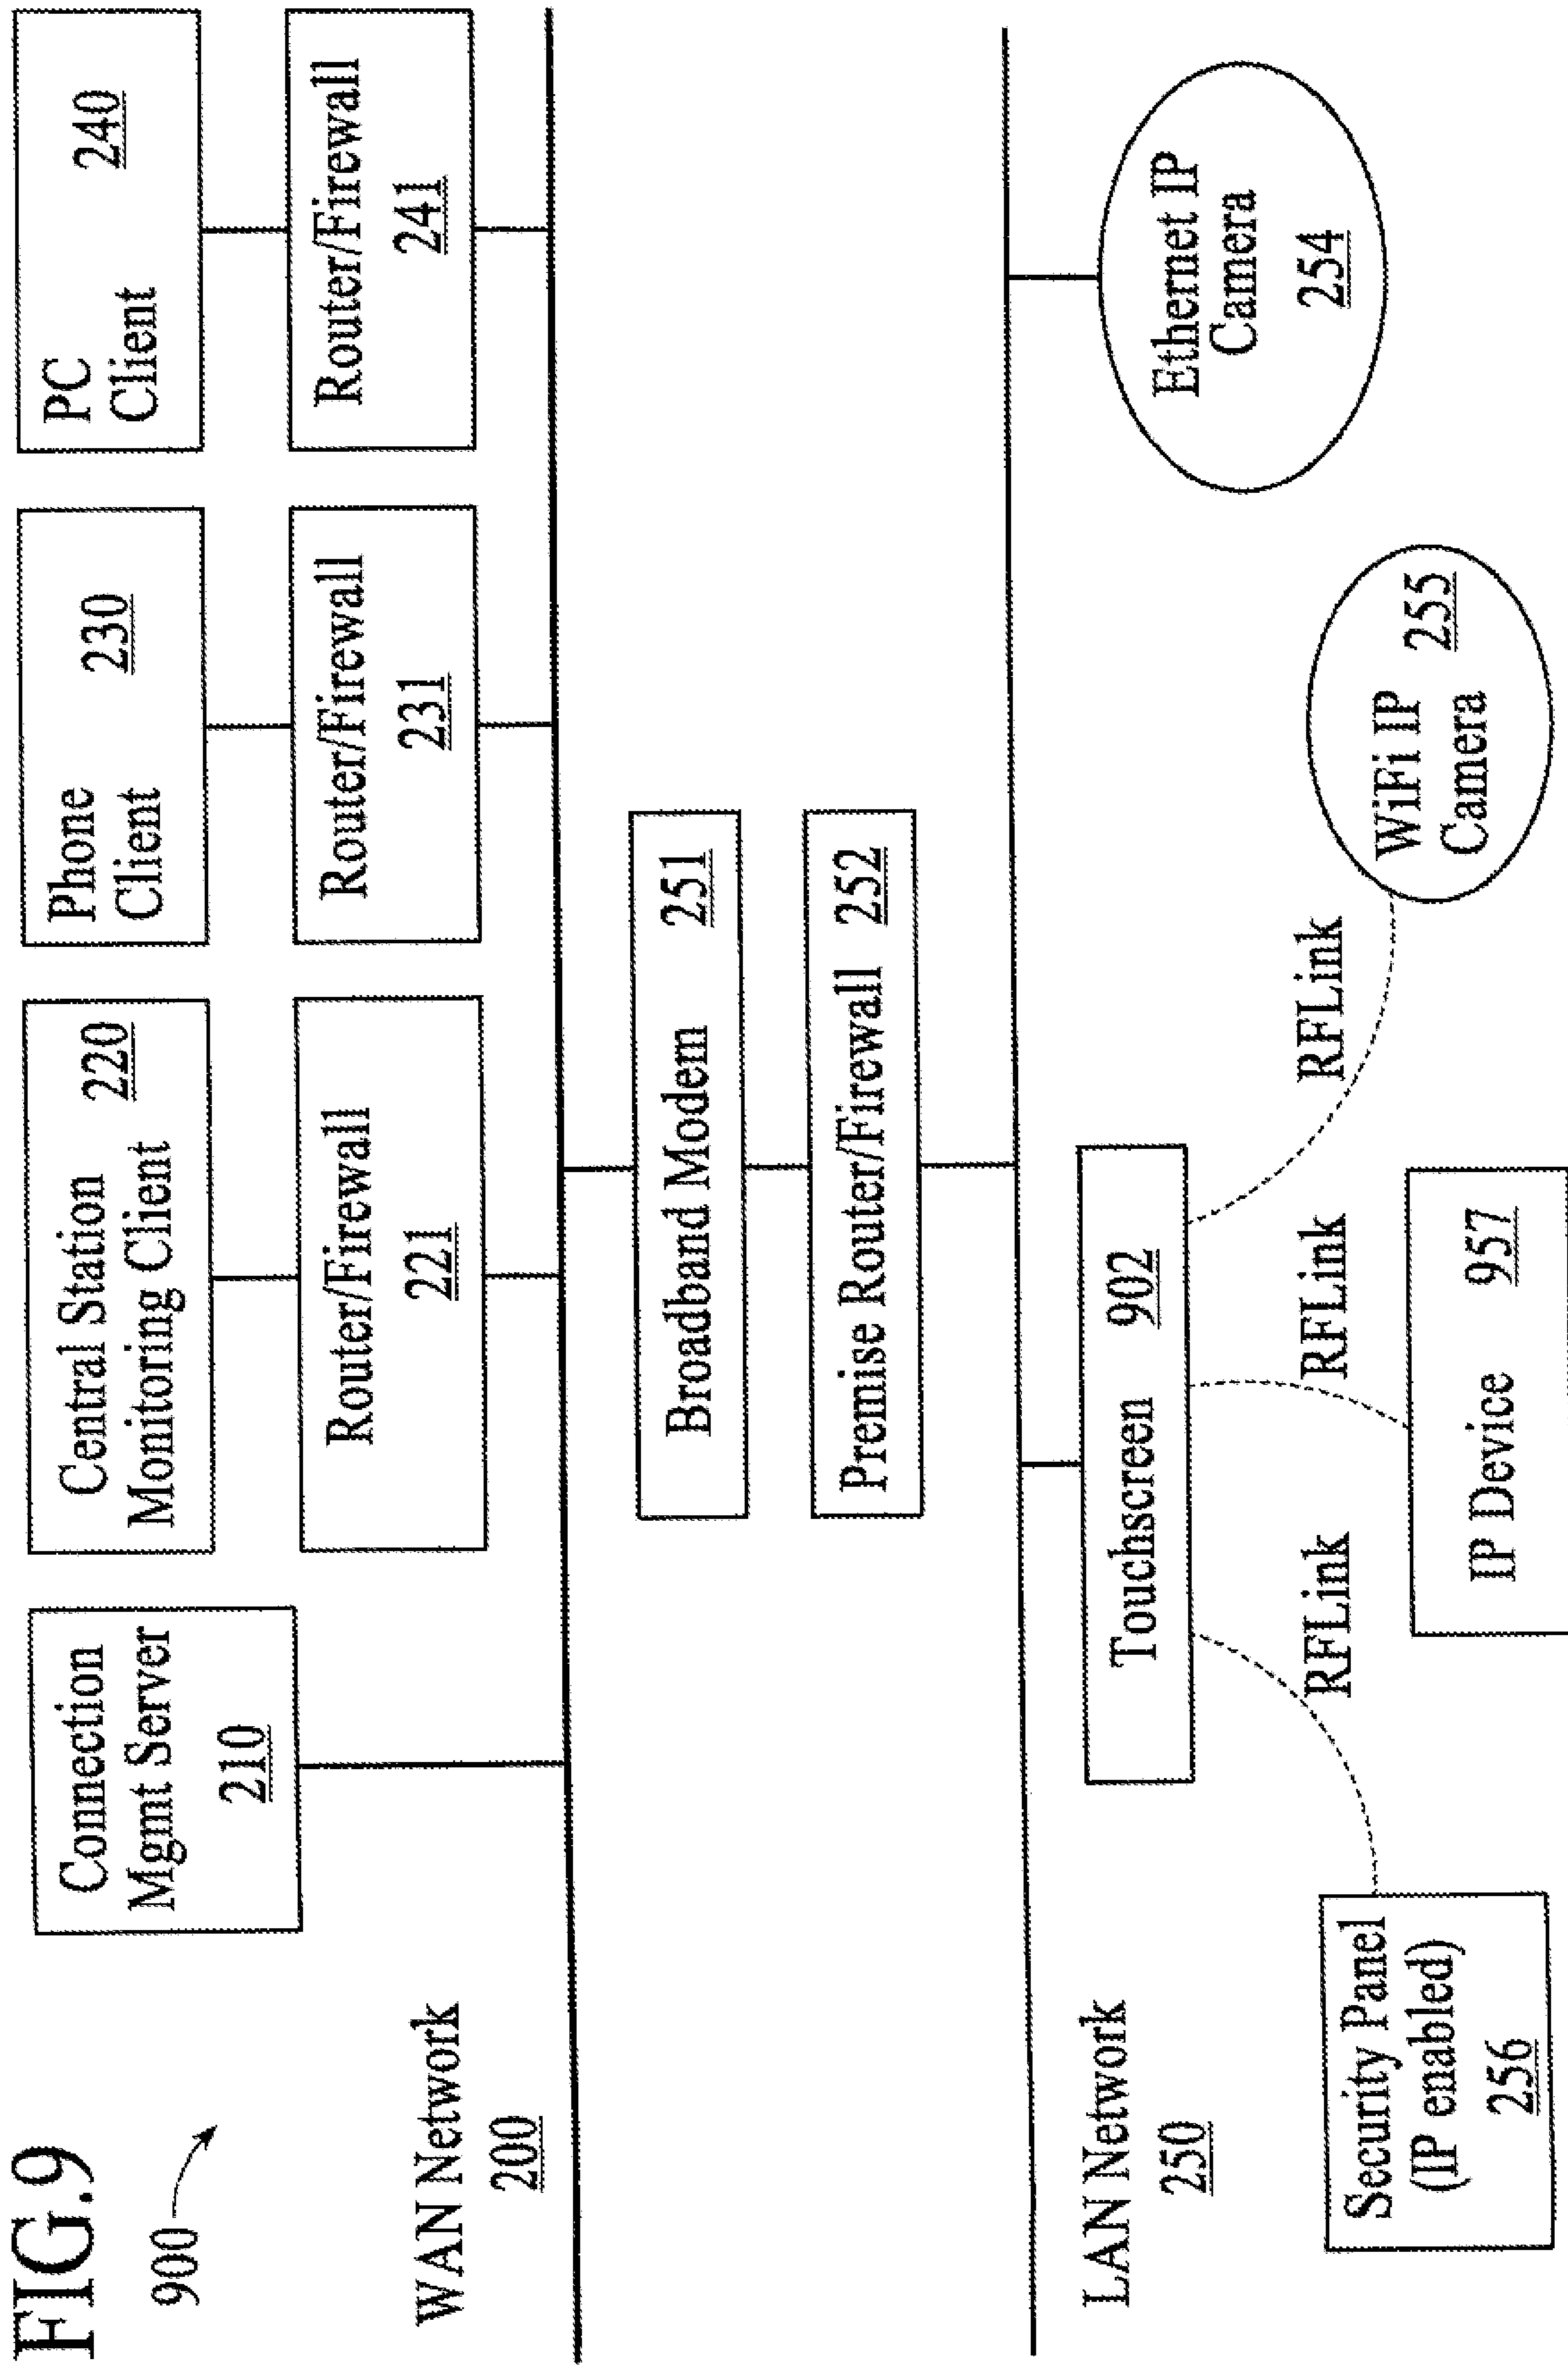 FIG.9
900
Connection
Mgmt Server
210
Central Station
Monitoring Client
220
Phone
Client
230
PC
Client
240
Router/Firewall
221
Router/Firewall
231
Router/Firewall
241
WAN Network
200
Broadband Modem 251
Premise Router/Firewall 252
LAN Network
250
Touchscreen 902
RFLink
RFLink
RFLink
Security Panel
(IP enabled)
256
IP Device 957
WiFi IP
Camera
255
Ethernet IP
Camera
254